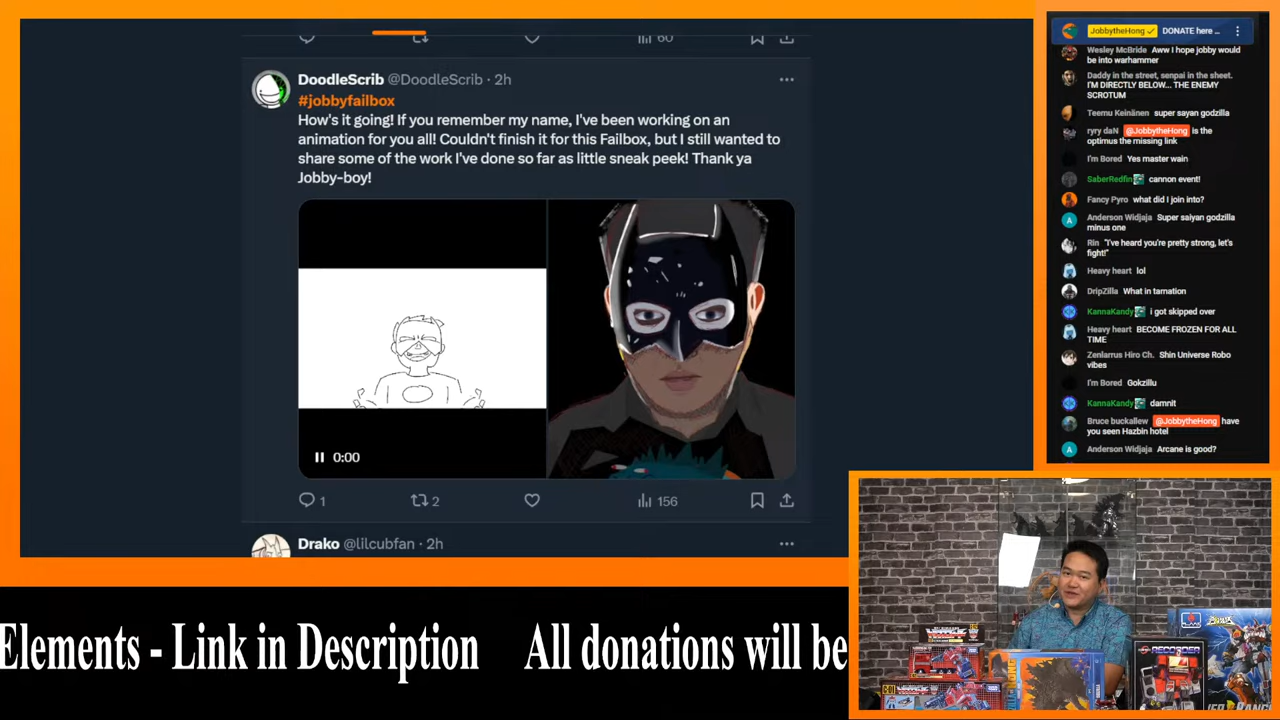 60
DoodleScrib @DoodleScrib · 2h
#jobbyfailbox
How's it going! If you remember my name, I've been working on an
animation for you all! Couldn't finish it for this Failbox, but I still wanted to
share some of the work I've done so far as little sneak peek! Thank ya
Jobby-boy!
0:00
1 2 156
Drako @lilcubfan · 2h
JobbytheHong DONATE here ...
Wesley McBride Aww I hope jobby would
be into warhammer
Daddy in the street, senpai in the sheet.
I'M DIRECTLY BELOW... THE ENEMY
SCROTUM
Teemu Keinänen super sayan godzilla
ryry daN @JobbytheHong is the
optimus the missing link
I'm Bored Yes master wain
SaberRedfin cannon event!
Fancy Pyro what did I join into?
Anderson Widjaja Super saiyan godzilla
minus one
Rin "I've heard you're pretty strong, let's
fight!"
Heavy heart lol
DripZilla What in tarnation
KannaKandy i got skipped over
Heavy heart BECOME FROZEN FOR ALL
TIME
Zenlarrus Hiro Ch. Shin Universe Robo
vibes
I'm Bored Gokzillu
KannaKandy damnit
Bruce buckallew @JobbytheHong have
you seen Hazbin hotel
Anderson Widjaja Arcane is good?
RECORDER
Elements - Link in Description All donations will be